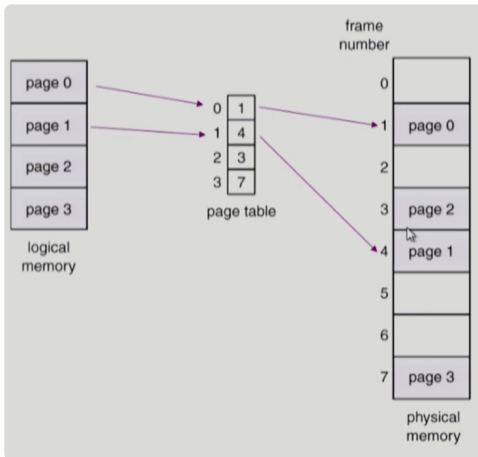 frame
number
page 0
page 1
page 2
page 3
logical
memory
0 1
1 4
2 3
3 7
page table
0
1 page 0
2
3 page 2
4 page 1
5
6
7 page 3
physical
memory